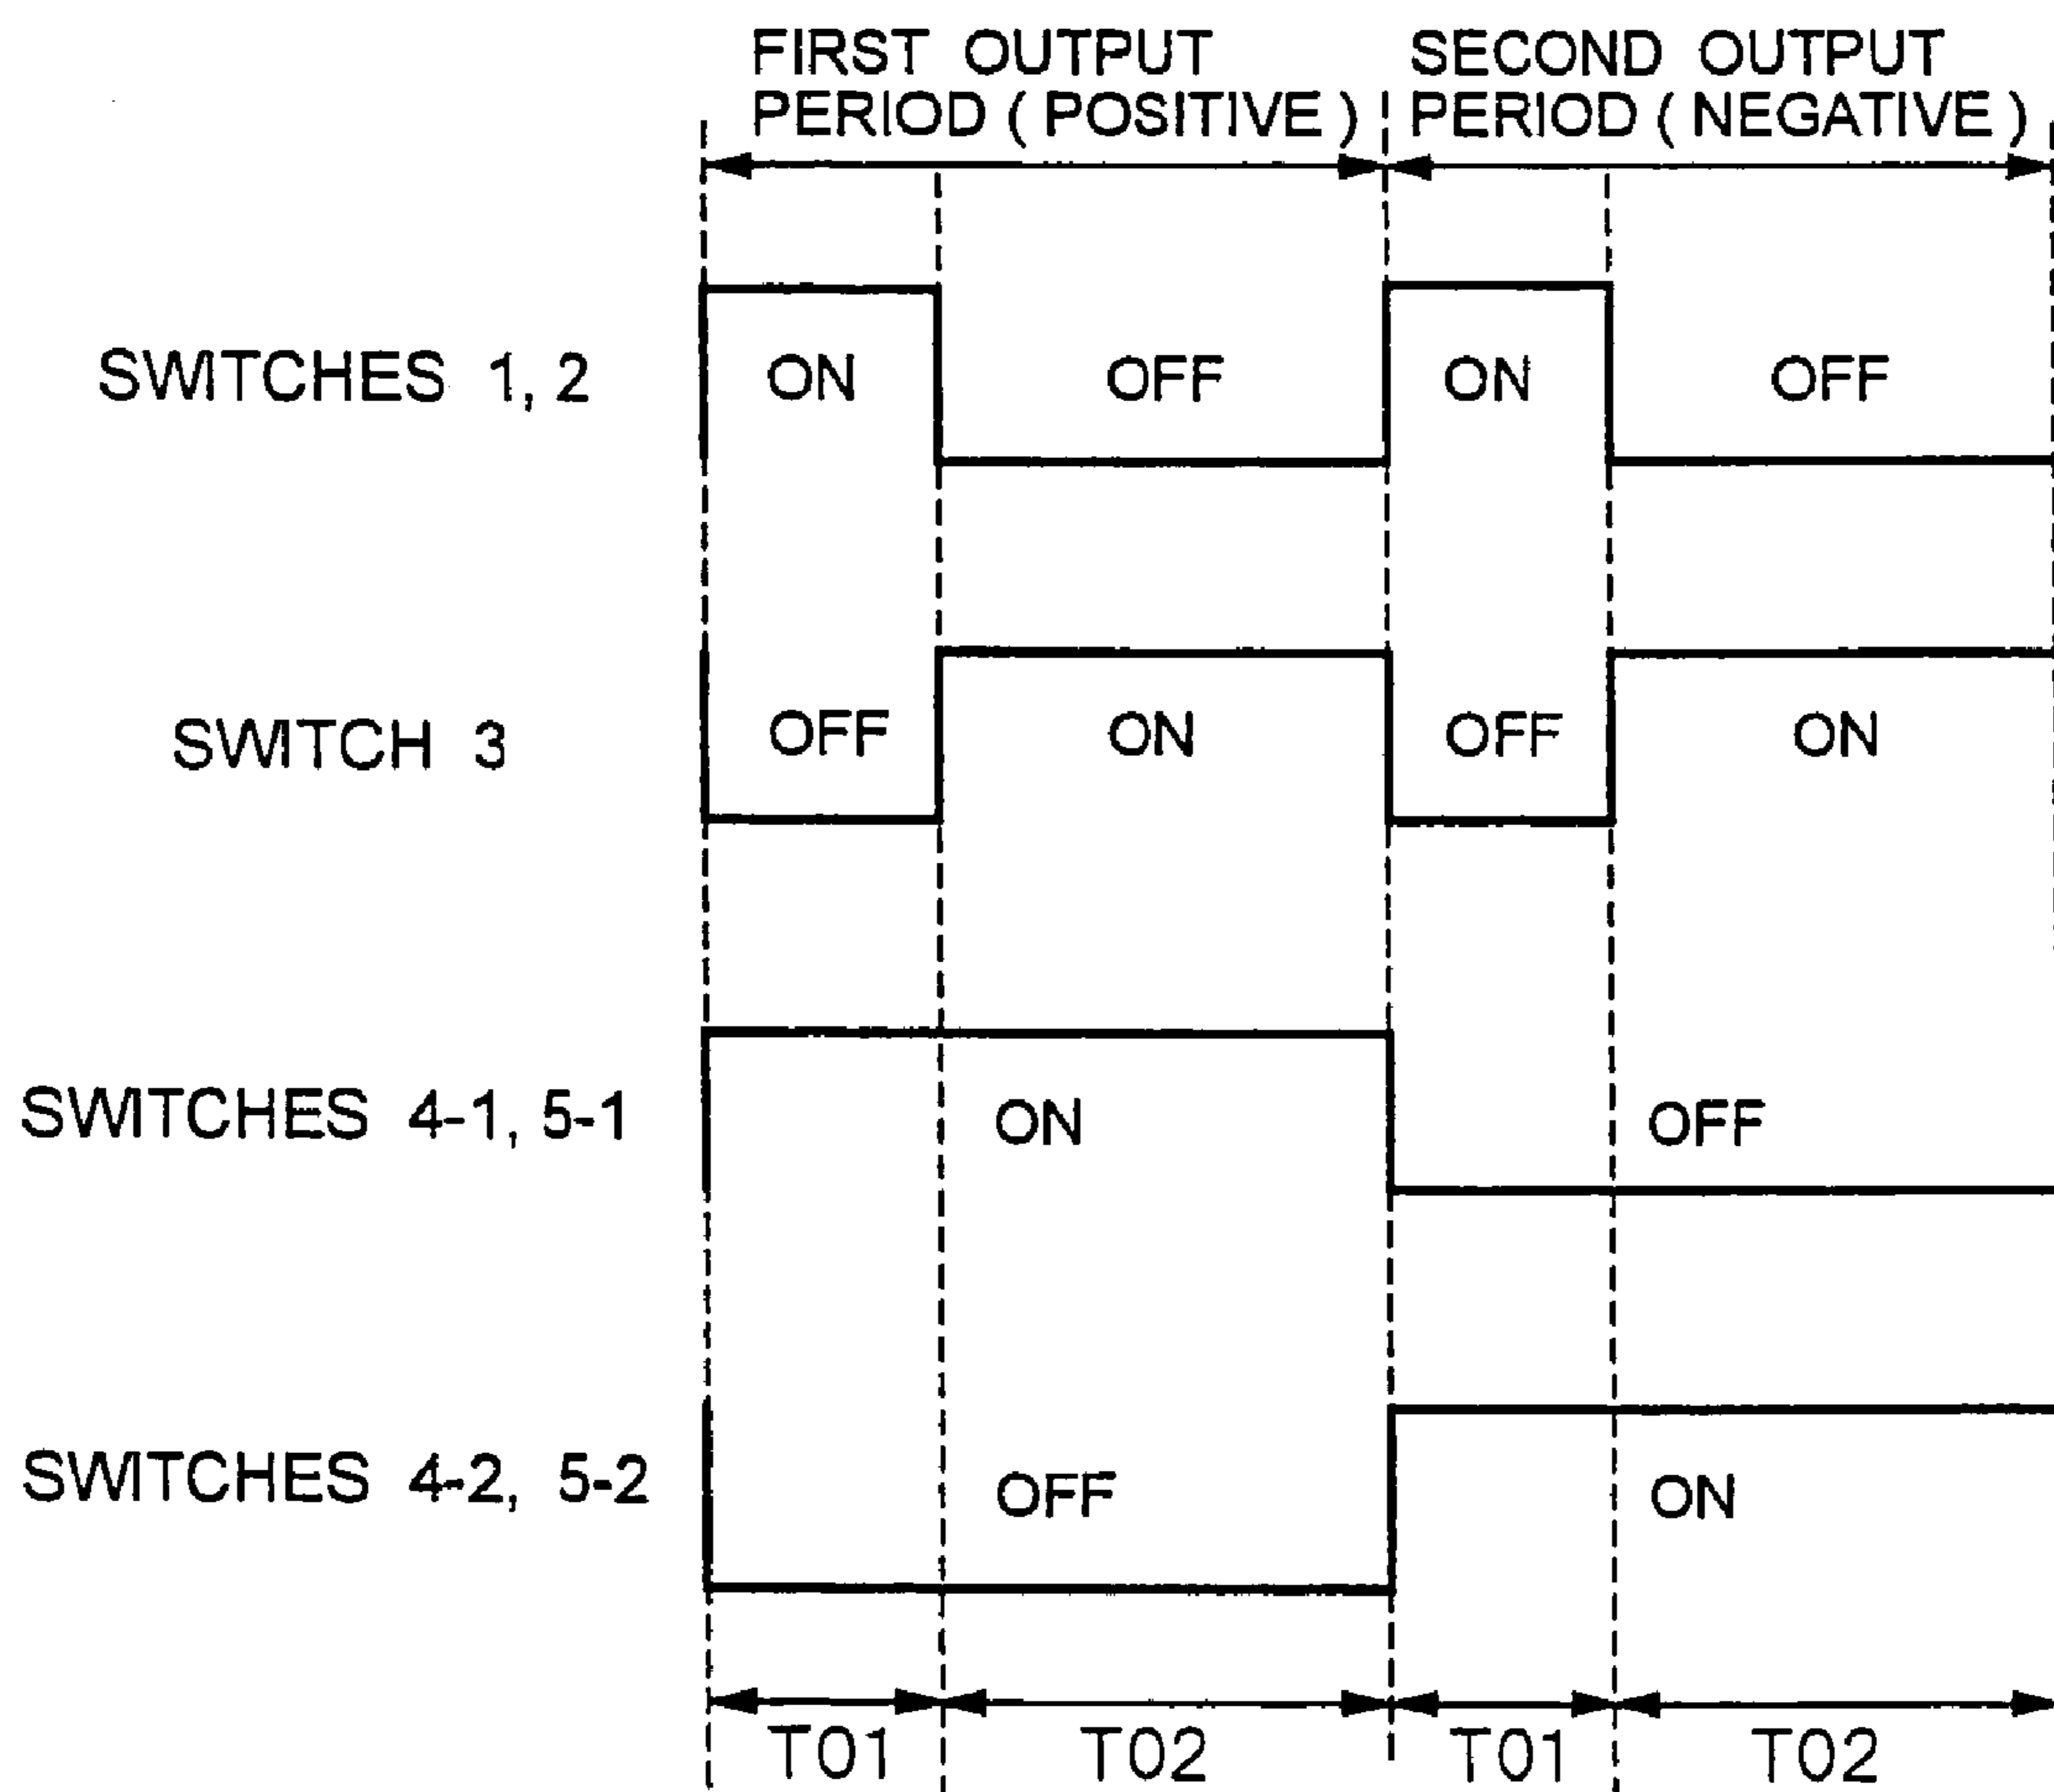 FIRST OUTPUT
PERIOD ( POSITIVE )
SECOND OUTPUT
PERIOD ( NEGATIVE )
SWITCHES 1, 2
ON
OFF
ON
OFF
SWITCH 3
OFF
ON
OFF
ON
SWITCHES 4-1, 5-1
ON
OFF
SWITCHES 4-2, 5-2
OFF
ON
T01
T02
T01
T02